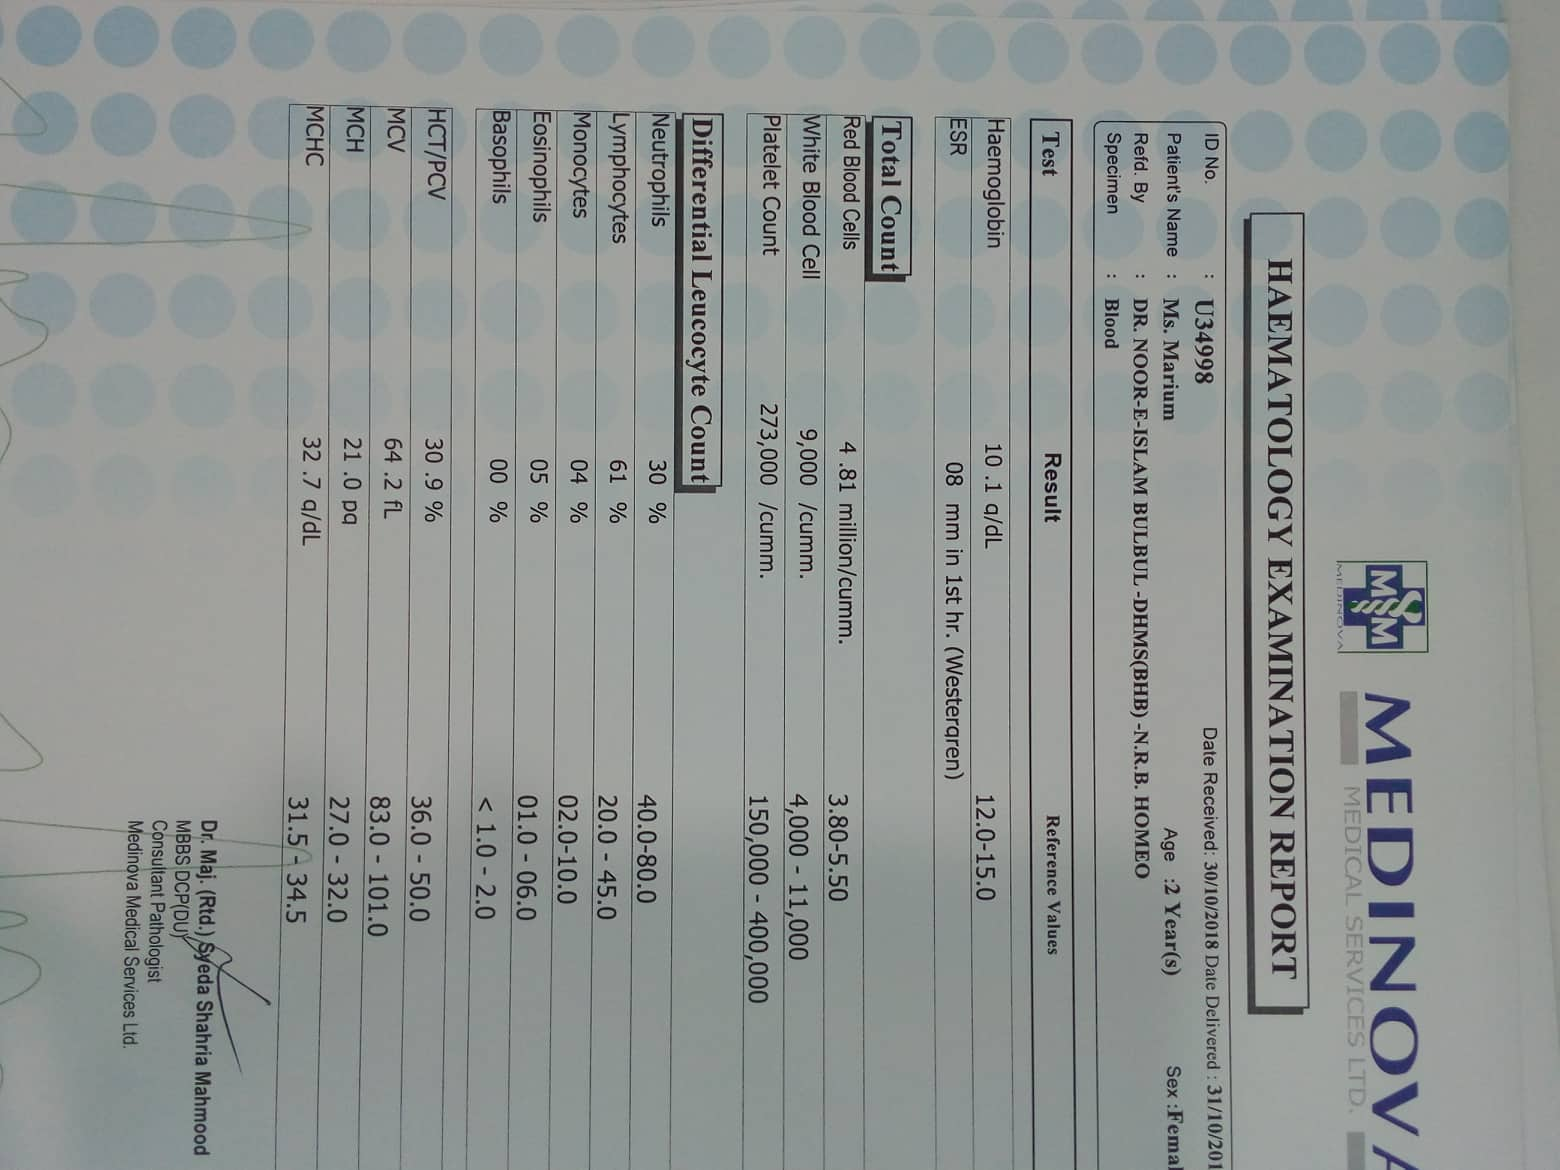 MEDINOVA
MEDINOVA
MEDICAL SERVICES LTD.
HAEMATOLOGY EXAMINATION REPORT
ID No. : U34998 Date Received: 30/10/2018 Date Delivered : 31/10/201
Patient's Name : Ms. Marium Age :2 Year(s) Sex :Femal
Refd. By : DR. NOOR-E-ISLAM BULBUL -DHMS(BHB) -N.R.B. HOMEO
Specimen : Blood
Test Result Reference Values
Haemoglobin 10 .1 g/dL 12.0-15.0
ESR 08 mm in 1st hr. (Westergren)
Total Count
Red Blood Cells 4 .81 million/cumm. 3.80-5.50
White Blood Cell 9,000 /cumm. 4,000 - 11,000
Platelet Count 273,000 /cumm. 150,000 - 400,000
Differential Leucocyte Count
Neutrophils 30 % 40.0-80.0
Lymphocytes 61 % 20.0 - 45.0
Monocytes 04 % 02.0-10.0
Eosinophils 05 % 01.0 - 06.0
Basophils 00 % < 1.0 - 2.0
HCT/PCV 30 .9 % 36.0 - 50.0
MCV 64 .2 fL 83.0 - 101.0
MCH 21 .0 pg 27.0 - 32.0
MCHC 32 .7 g/dL 31.5 - 34.5
Dr. Maj. (Rtd.) Syeda Shahria Mahmood
MBBS DCP(DU)
Consultant Pathologist
Medinova Medical Services Ltd.